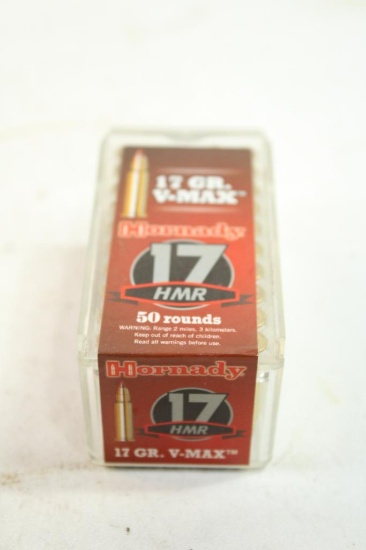 17 GR.
V-MAX™
Hornady
17
HMR
50 rounds
WARNING: Range 2 miles, 3 kilometers.
Keep out of reach of children.
Read all warnings before use.
Hornady
17
HMR
17 GR. V-MAX™